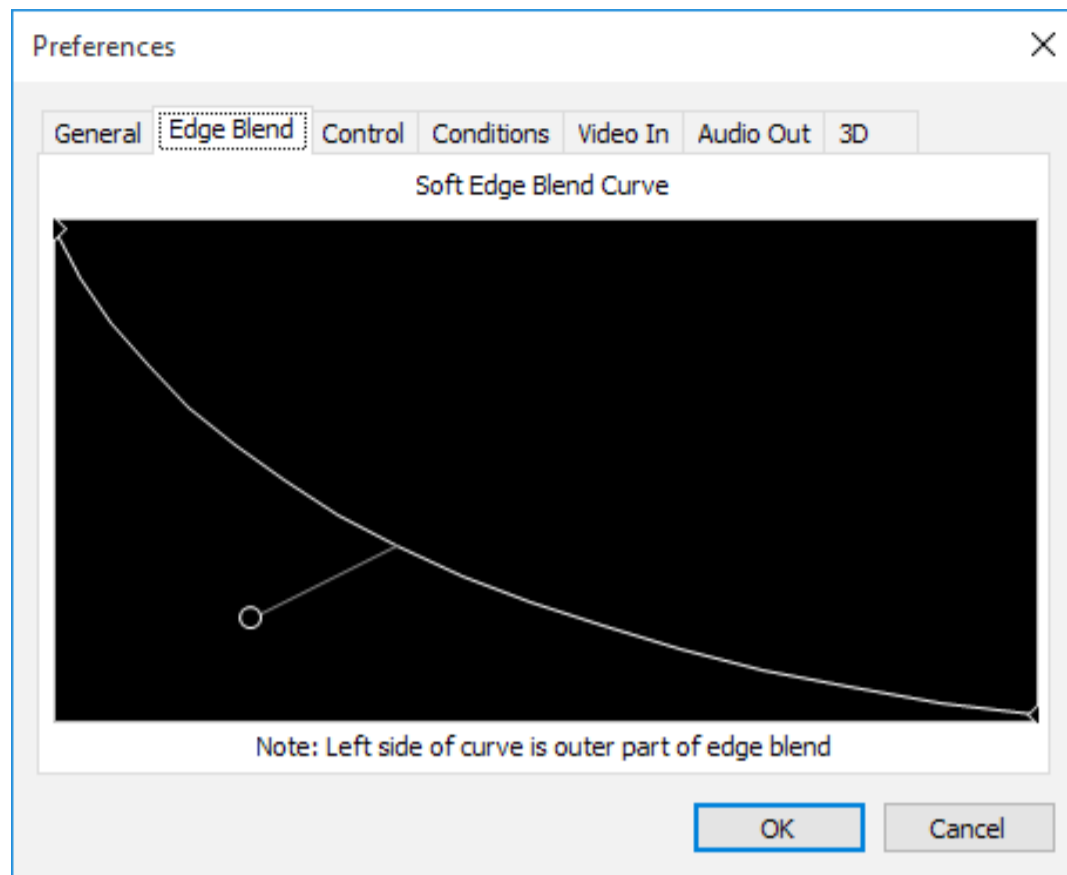 Preferences
General Edge Blend Control Conditions Video In Audio Out 3D
Soft Edge Blend Curve
Note: Left side of curve is outer part of edge blend
OK Cancel